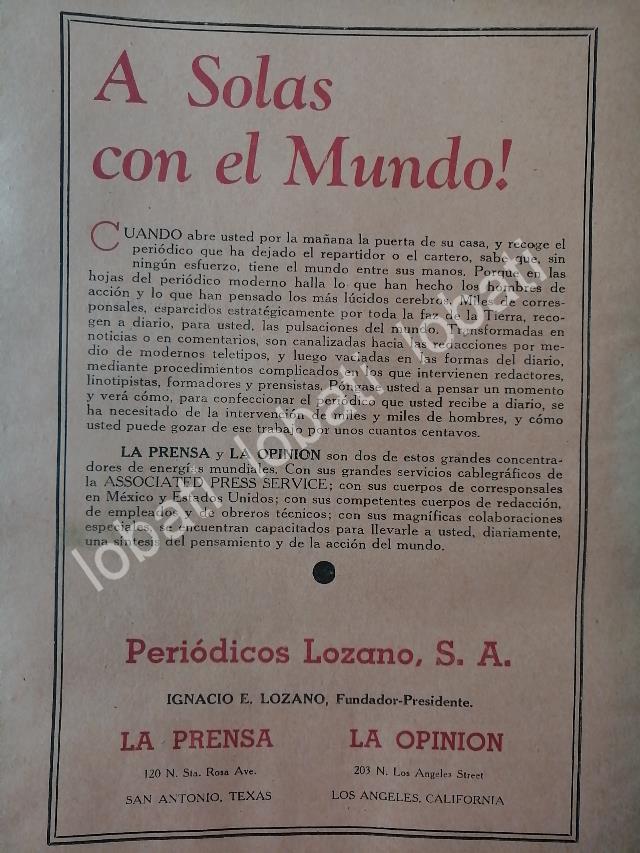 A Solas
con el Mundo!
CUANDO abre usted por la mañana la puerta de su casa, y recoge el
periódico que ha dejado el repartidor o el cartero, sabe que, sin
ningún esfuerzo, tiene el mundo entre sus manos. Porque en las
hojas del periódico moderno halla lo que han hecho los hombres de
acción y lo que han pensado los más lúcidos cerebros. Miles de corres-
ponsales, esparcidos estratégicamente por toda la faz de la Tierra, reco-
gen a diario, para usted, las pulsaciones del mundo. Transformadas en
noticias o en comentarios, son canalizadas hacia las redacciones por me-
dio de modernos teletipos, y luego vaciadas en las formas del diario,
mediante procedimientos complicados en los que intervienen redactores,
linotipistas, formadores y prensistas. Póngase usted a pensar un momento
y verá cómo, para confeccionar el periódico que usted recibe a diario, se
ha necesitado de la intervención de miles y miles de hombres, y cómo
usted puede gozar de ese trabajo por unos cuantos centavos.
LA PRENSA y LA OPINION son dos de estos grandes concentra-
dores de energías mundiales. Con sus grandes servicios cablegráficos de
la ASSOCIATED PRESS SERVICE; con sus cuerpos de corresponsales
en México y Estados Unidos; con sus competentes cuerpos de redacción,
de empleados y de obreros técnicos; con sus magníficas colaboraciones
especiales, se encuentran capacitados para llevarle a usted, diariamente,
una síntesis del pensamiento y de la acción del mundo.
lobati lobati lobati
Periódicos Lozano, S. A.
IGNACIO E. LOZANO, Fundador-Presidente.
LA PRENSA
120 N. Sta. Rosa Ave.
SAN ANTONIO, TEXAS
LA OPINION
203 N. Los Angeles Street
LOS ANGELES, CALIFORNIA